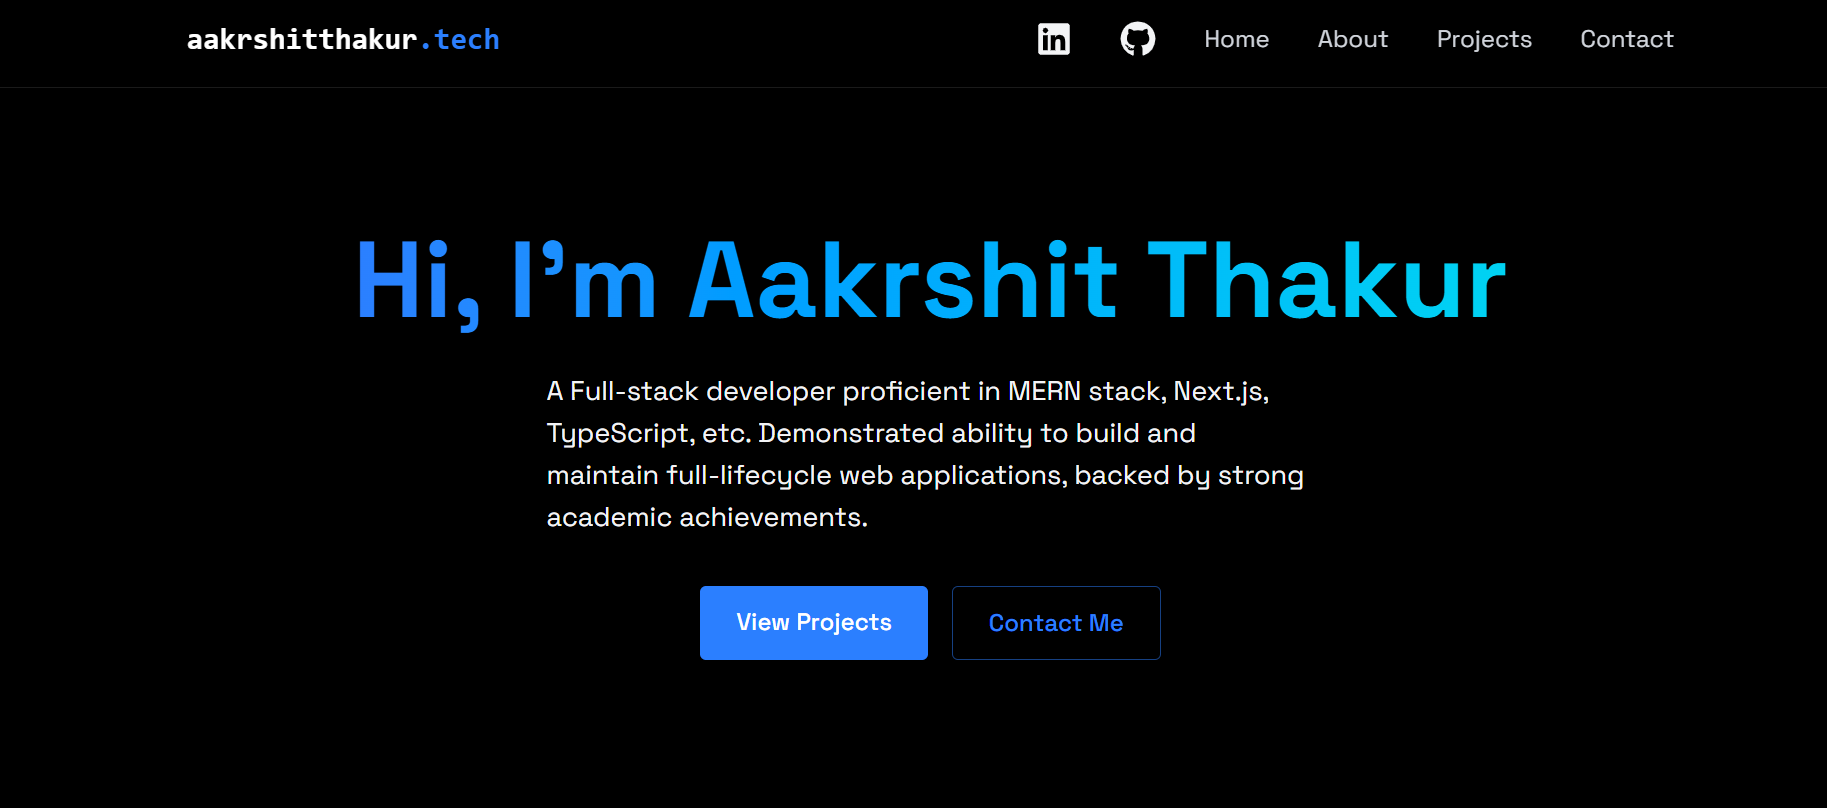 aakrshitthakur.tech
Home About Projects Contact
Hi, I’m Aakrshit Thakur
A Full-stack developer proficient in MERN stack, Next.js,
TypeScript, etc. Demonstrated ability to build and
maintain full-lifecycle web applications, backed by strong
academic achievements.
View Projects
Contact Me